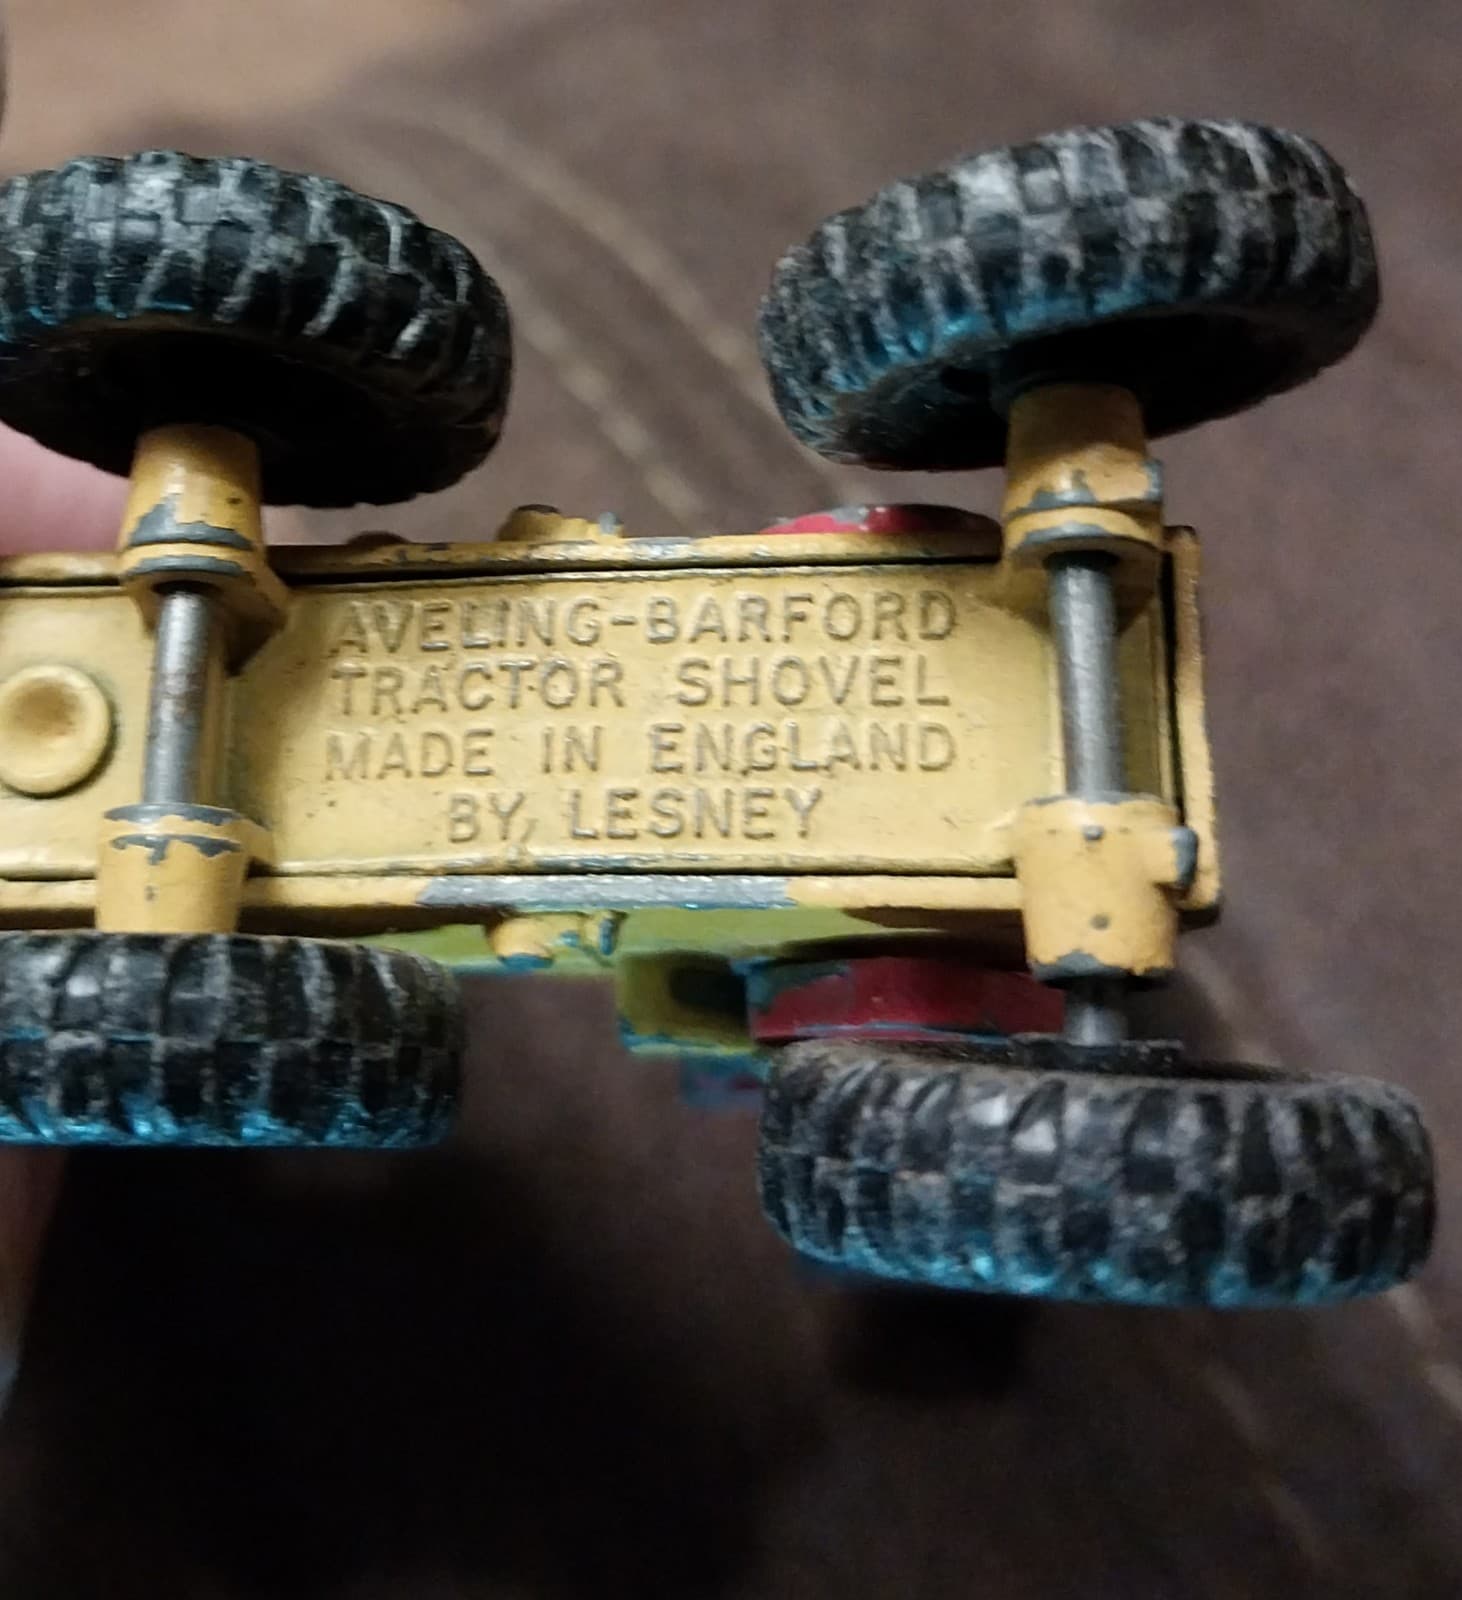 AVELING-BARFORD
TRACTOR SHOVEL
MADE IN ENGLAND
BY, LESNEY